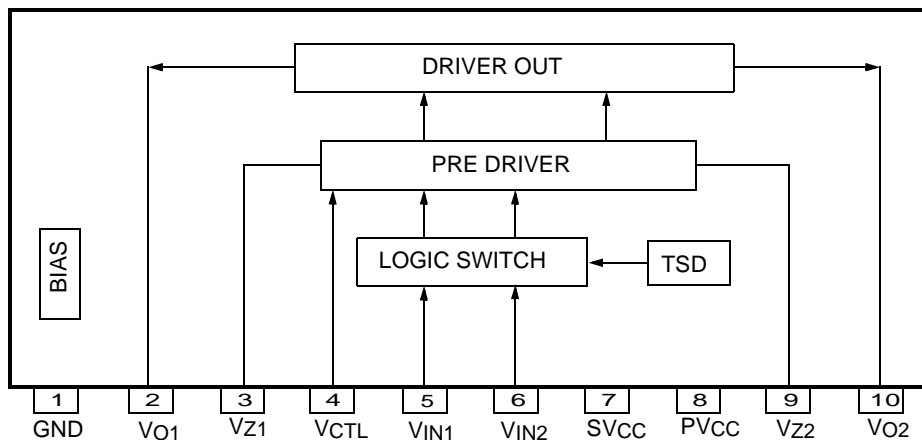 DRIVER OUT
PRE DRIVER
LOGIC SWITCH
TSD
BIAS
1 2 3 4 5 6 7 8 9 10
GND VO1 VZ1 VCTL VIN1 VIN2 SVCC PVCC VZ2 VO2